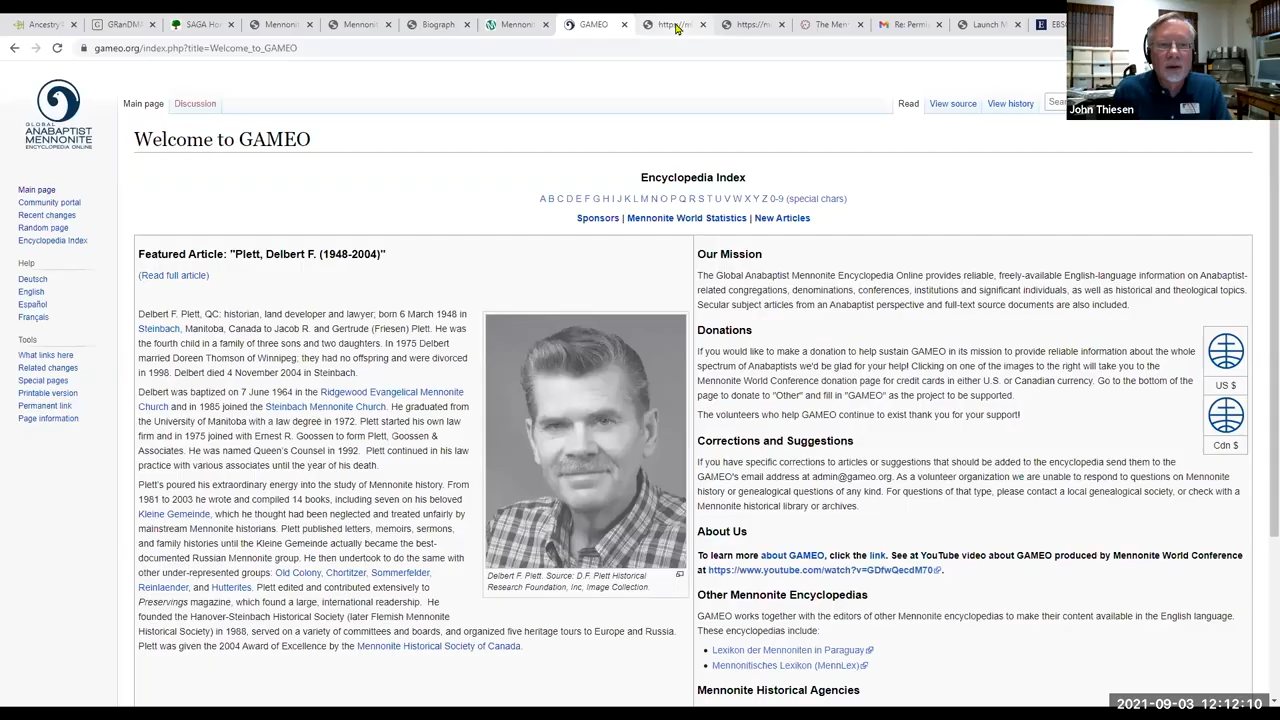 Ancestry
GRanDMA
SAGA Ho
Mennoni
Mennoni
Biograph
Mennoni
GAMEO
https://m
https://m
The Men
Re: Permi
Launch M
EBS
gameo.org/index.php?title=Welcome_to_GAMEO
John Thiesen
GLOBAL
ANABAPTIST
MENNONITE
ENCYCLOPEDIA ONLINE
Main page
Discussion
Read
View source
View history
Sea
Welcome to GAMEO
Main page
Community portal
Recent changes
Random page
Encyclopedia Index
Help
Deutsch
English
Español
Français
Tools
What links here
Related changes
Special pages
Printable version
Permanent link
Page information
Encyclopedia Index
A B C D E F G H I J K L M N O P Q R S T U V W X Y Z 0-9 (special chars)
Sponsors | Mennonite World Statistics | New Articles
Featured Article: "Plett, Delbert F. (1948-2004)"
(Read full article)
Delbert F. Plett, QC: historian, land developer and lawyer; born 6 March 1948 in
Steinbach, Manitoba, Canada to Jacob R. and Gertrude (Friesen) Plett. He was
the fourth child in a family of three sons and two daughters. In 1975 Delbert
married Doreen Thomson of Winnipeg; they had no offspring and were divorced
in 1998. Delbert died 4 November 2004 in Steinbach.
Delbert was baptized on 7 June 1964 in the Ridgewood Evangelical Mennonite
Church and in 1985 joined the Steinbach Mennonite Church. He graduated from
the University of Manitoba with a law degree in 1972. Plett started his own law
firm and in 1975 joined with Ernest R. Goossen to form Plett, Goossen &
Associates. He was named Queen's Counsel in 1992. Plett continued in his law
practice with various associates until the year of his death.
Plett's poured his extraordinary energy into the study of Mennonite history. From
1981 to 2003 he wrote and compiled 14 books, including seven on his beloved
Kleine Gemeinde, which he thought had been neglected and treated unfairly by
mainstream Mennonite historians. Plett published letters, memoirs, sermons,
and family histories until the Kleine Gemeinde actually became the best-
documented Russian Mennonite group. He then undertook to do the same with
other under-represented groups: Old Colony, Chortitzer, Sommerfelder,
Reinlaender, and Hutterites. Plett edited and contributed extensively to
Preservings magazine, which found a large, international readership. He
founded the Hanover-Steinbach Historical Society (later Flemish Mennonite
Historical Society) in 1988, served on a variety of committees and boards, and organized five heritage tours to Europe and Russia.
Plett was given the 2004 Award of Excellence by the Mennonite Historical Society of Canada.
Delbert F. Plett. Source: D.F. Plett Historical
Research Foundation, Inc, Image Collection.
Our Mission
The Global Anabaptist Mennonite Encyclopedia Online provides reliable, freely-available English-language information on Anabaptist-
related congregations, denominations, conferences, institutions and significant individuals, as well as historical and theological topics.
Secular subject articles from an Anabaptist perspective and full-text source documents are also included.
Donations
If you would like to make a donation to help sustain GAMEO in its mission to provide reliable information about the whole
spectrum of Anabaptists we'd be glad for your help! Clicking on one of the images to the right will take you to the
Mennonite World Conference donation page for credit cards in either U.S. or Canadian currency. Go to the bottom of the
page to donate to "Other" and fill in "GAMEO" as the project to be supported.
The volunteers who help GAMEO continue to exist thank you for your support!
US $
Cdn $
Corrections and Suggestions
If you have specific corrections to articles or suggestions that should be added to the encyclopedia send them to the
GAMEO's email address at admin@gameo.org. As a volunteer organization we are unable to respond to questions on Mennonite
history or genealogical questions of any kind. For questions of that type, please contact a local genealogical society, or check with a
Mennonite historical library or archives.
About Us
To learn more about GAMEO, click the link. See at YouTube video about GAMEO produced by Mennonite World Conference
at https://www.youtube.com/watch?v=GDfwQecdM70.
Other Mennonite Encyclopedias
GAMEO works together with the editors of other Mennonite encyclopedias to make their content available in the English language.
These encyclopedias include:
Lexikon der Mennoniten in Paraguay
Mennonitisches Lexikon (MennLex)
Mennonite Historical Agencies
2021-09-03 12:12:10